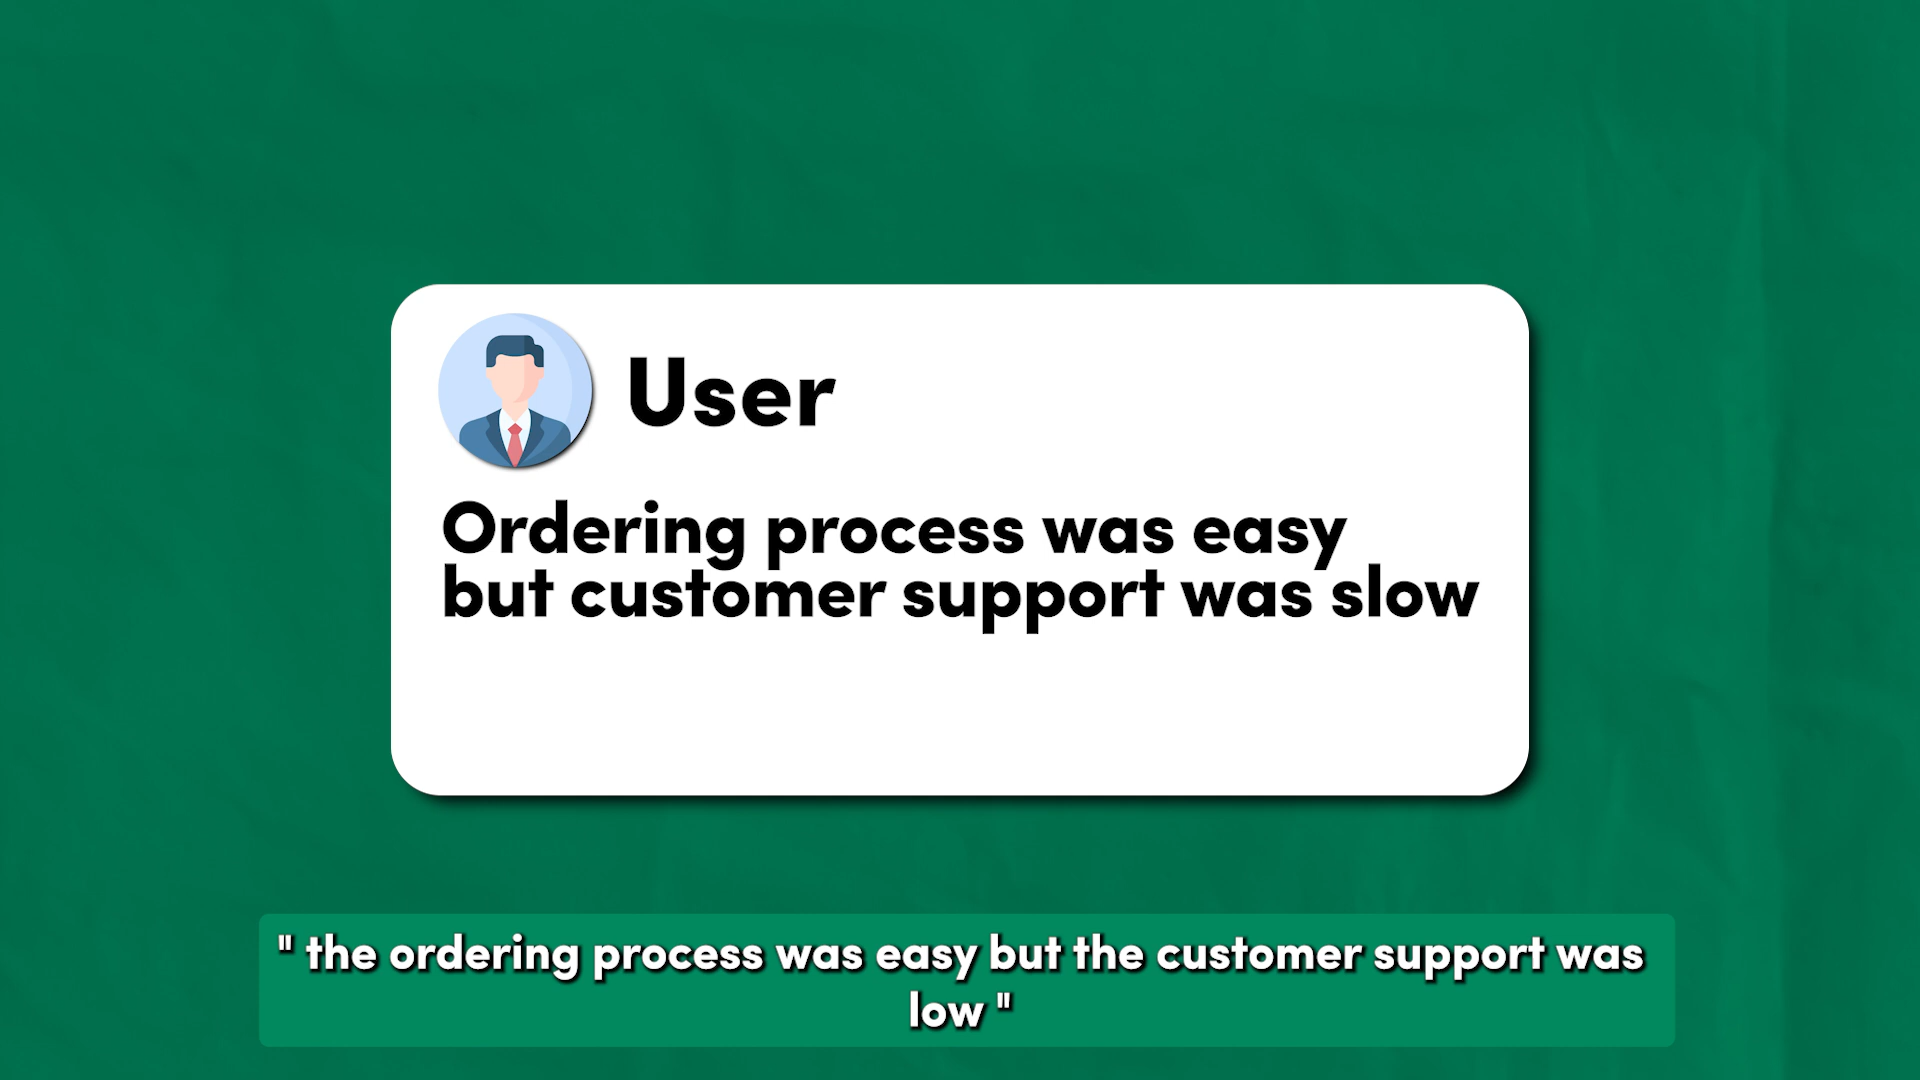 User
Ordering process was easy
but customer support was slow
" the ordering process was easy but the customer support was
low "